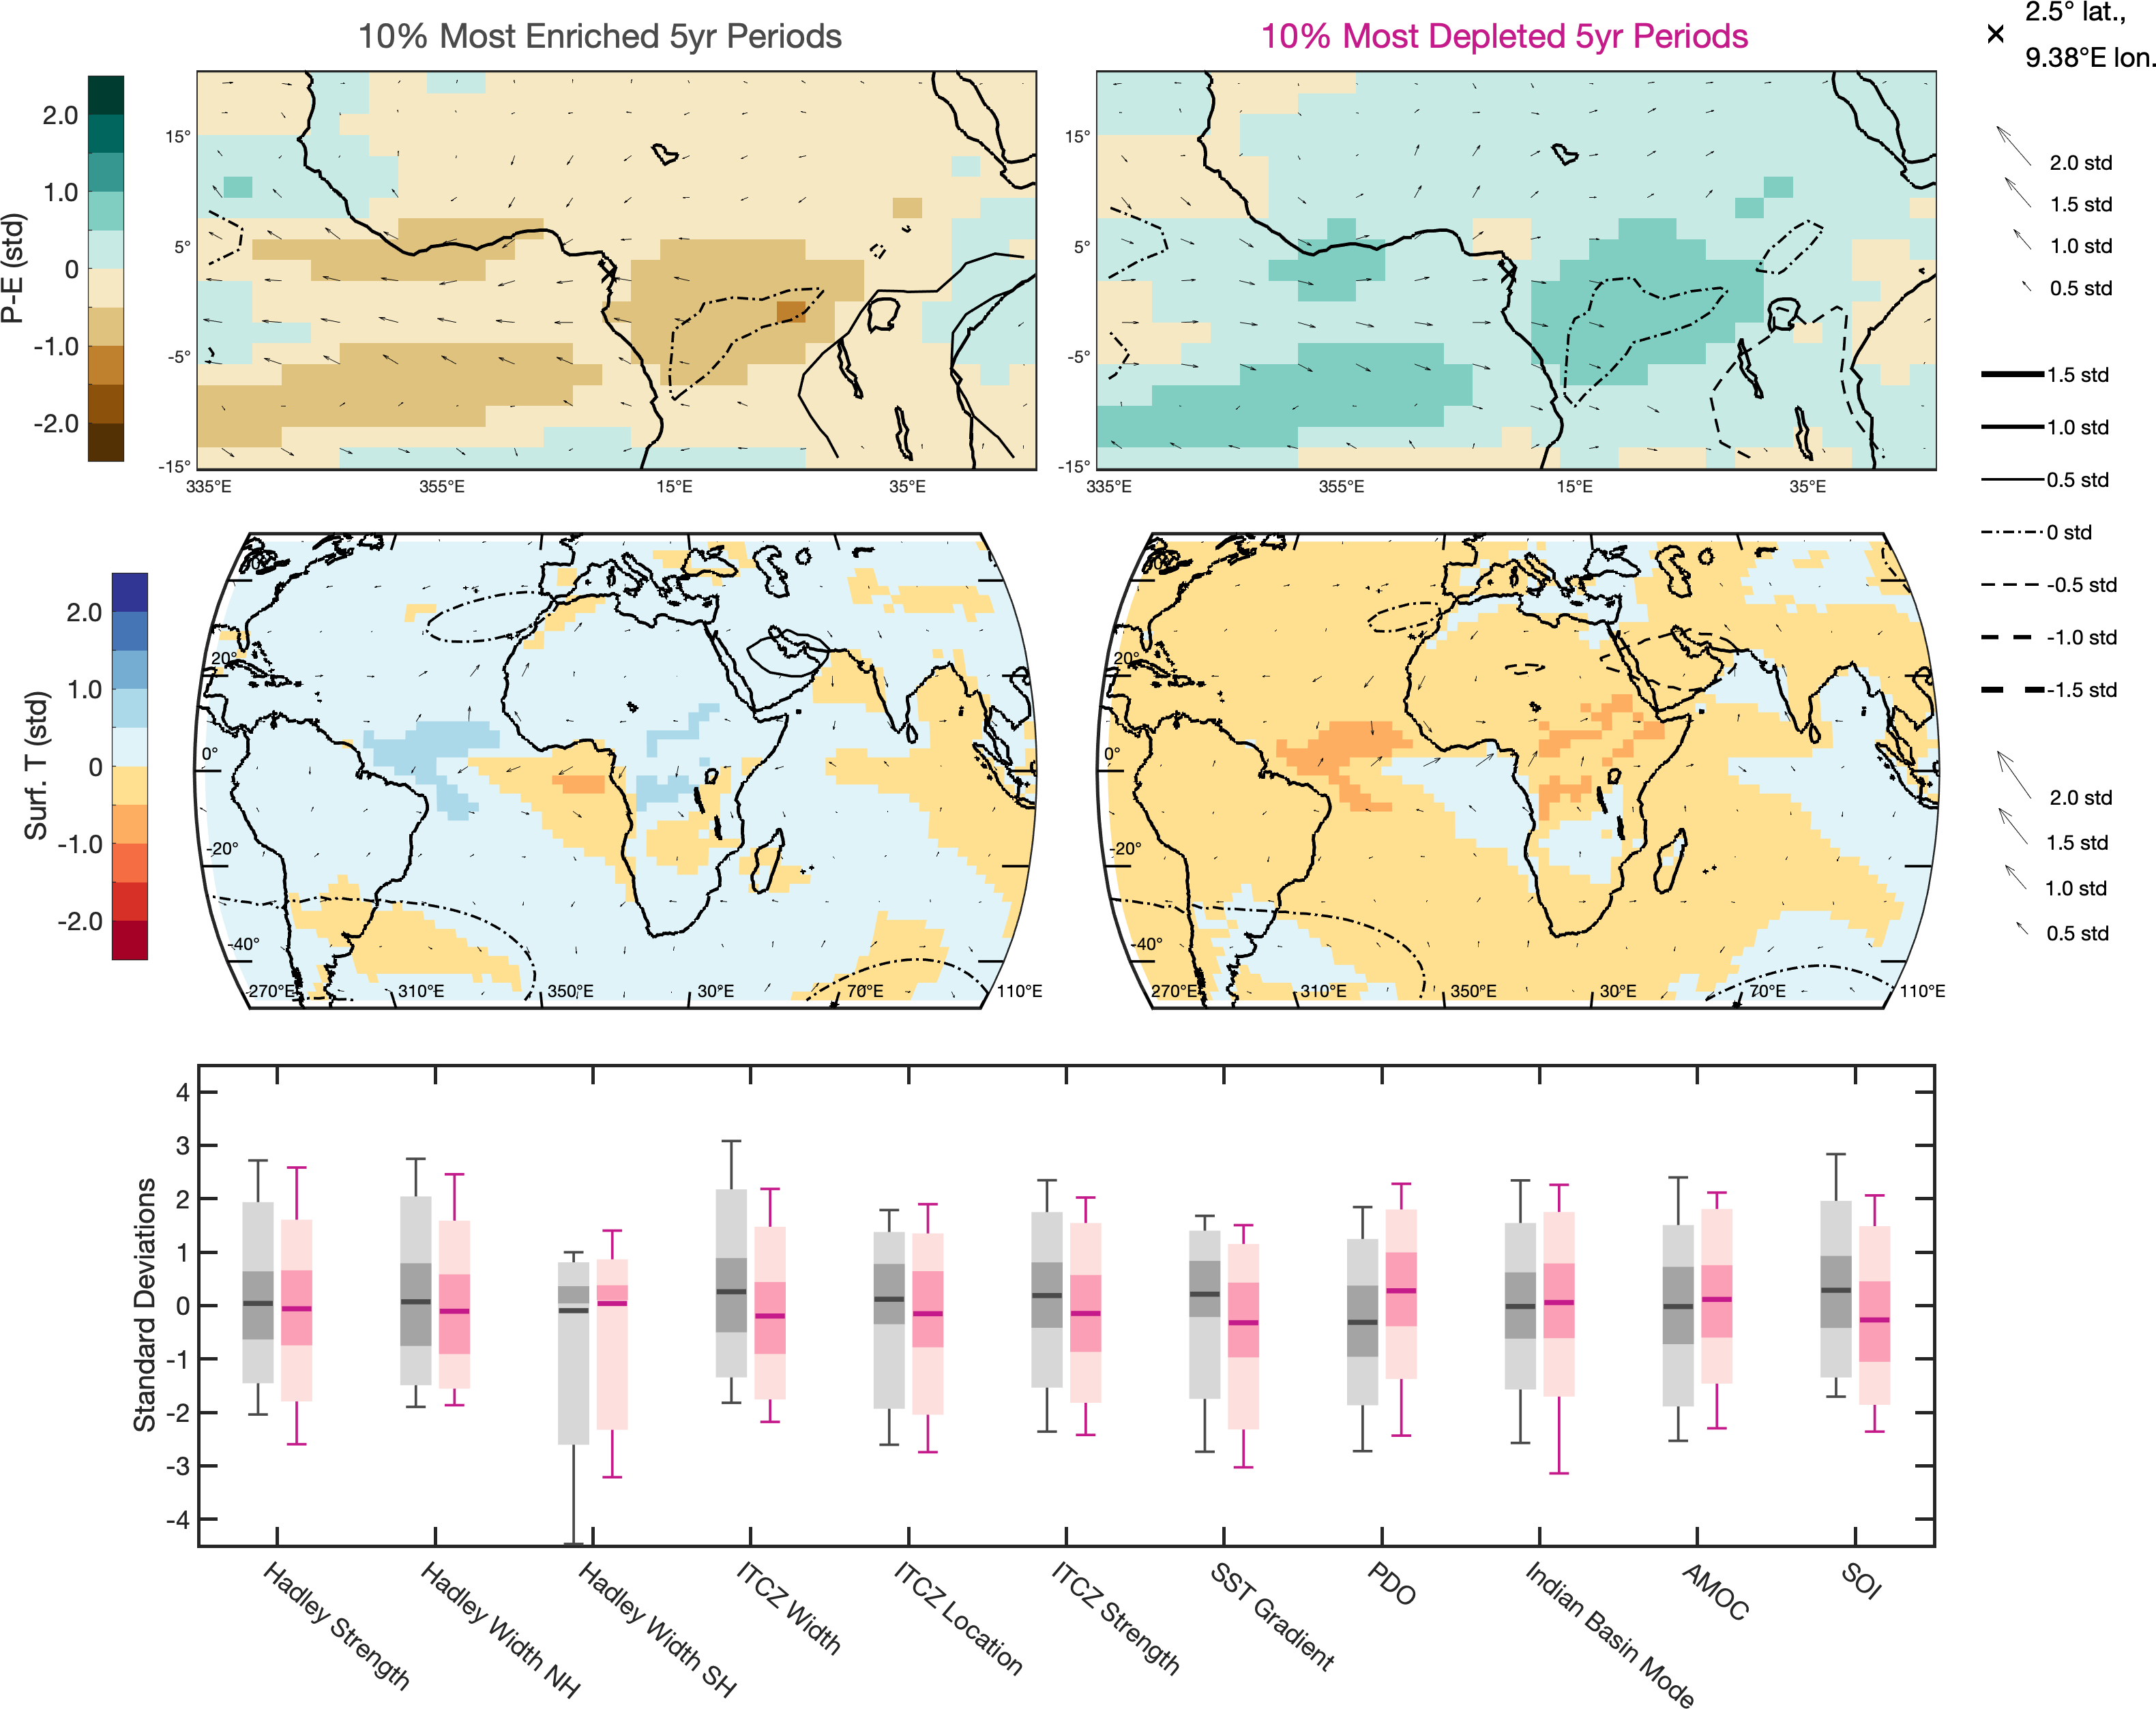 10% Most Enriched 5yr Periods
10% Most Depleted 5yr Periods
2.5° lat.,
9.38°E lon.
P-E (std)
2.0
1.0
0
-1.0
-2.0
15°
5°
-5°
-15°
335°E
355°E
15°E
35°E
15°
5°
-5°
-15°
335°E
355°E
15°E
35°E
2.0 std
1.5 std
1.0 std
0.5 std
1.5 std
1.0 std
0.5 std
0 std
-0.5 std
-1.0 std
-1.5 std
Surf. T (std)
2.0
1.0
0
-1.0
-2.0
20°
0°
-20°
-40°
270°E
310°E
350°E
30°E
70°E
110°E
20°
0°
-20°
-40°
270°E
310°E
350°E
30°E
70°E
110°E
2.0 std
1.5 std
1.0 std
0.5 std
Standard Deviations
4
3
2
1
0
-1
-2
-3
-4
Hadley Strength
Hadley Width NH
Hadley Width SH
ITCZ Width
ITCZ Location
ITCZ Strength
SST Gradient
PDO
Indian Basin Mode
AMOC
SOI